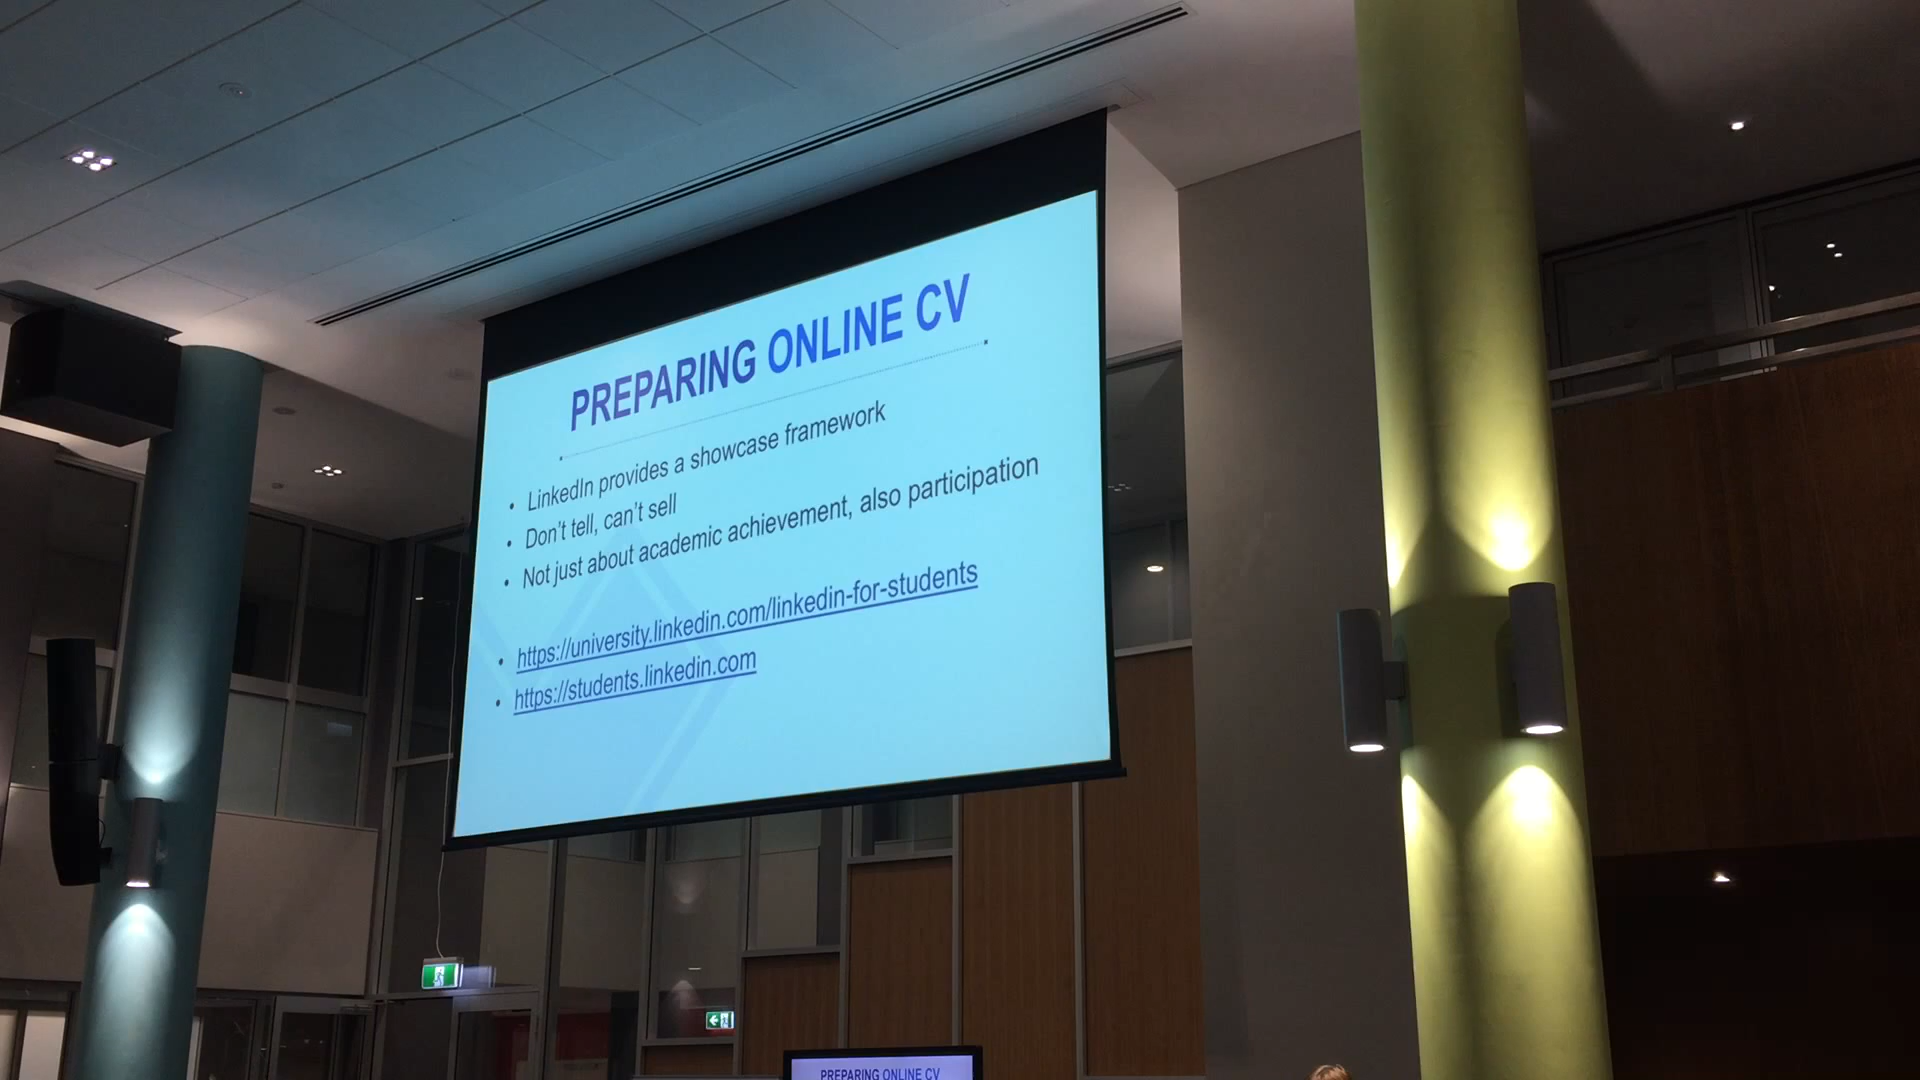 PREPARING ONLINE CV
• LinkedIn provides a showcase framework
• Don't tell, can't sell
• Not just about academic achievement, also participation
• https://university.linkedin.com/linkedin-for-students
• https://students.linkedin.com
PREPARING ONLINE CV